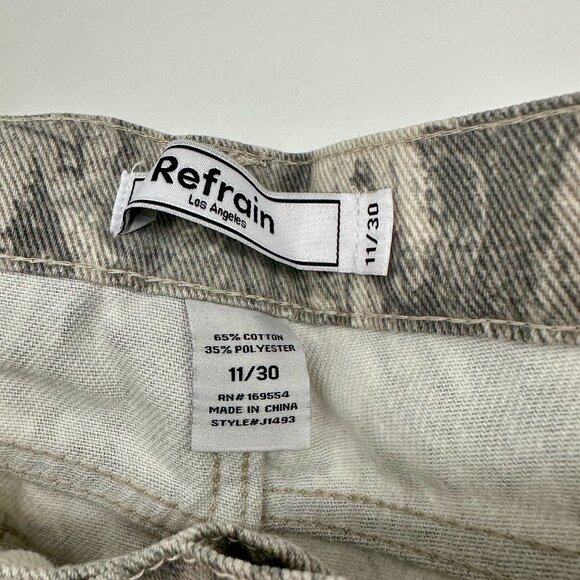 Refrain
Los Angeles
11/30
65% COTTON
35% POLYESTER
11/30
RN# 169554
MADE IN CHINA
STYLE#J1493